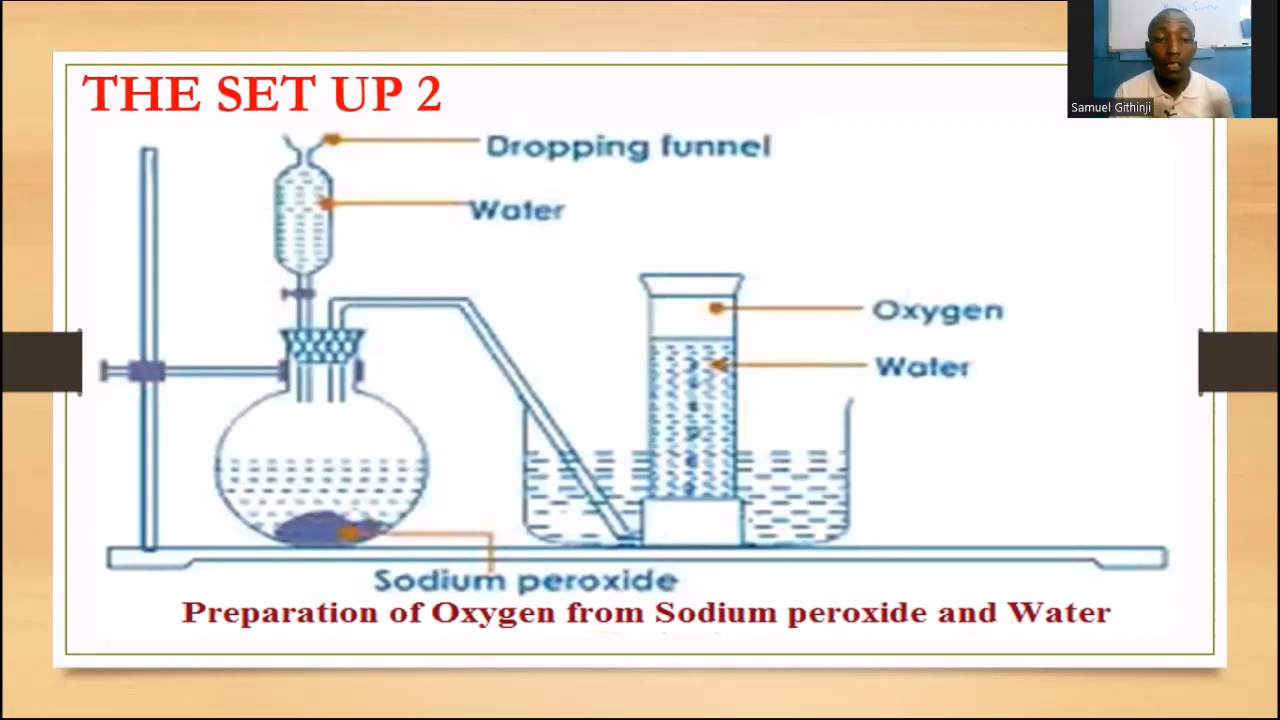 THE SET UP 2
Samuel Githinji
Dropping funnel
Water
Oxygen
Water
Sodium peroxide
Preparation of Oxygen from Sodium peroxide and Water